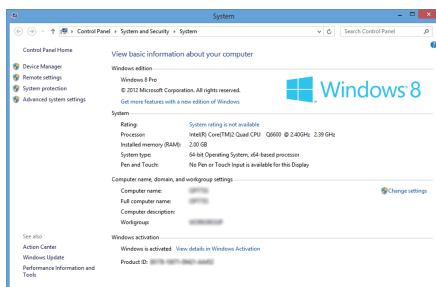 System
Control Panel ▸ System and Security ▸ System
Search Control Panel
Control Panel Home
Device Manager
Remote settings
System protection
Advanced system settings
See also
Action Center
Windows Update
Performance Information and
Tools
View basic information about your computer
Windows edition
Windows 8 Pro
© 2012 Microsoft Corporation. All rights reserved.
Get more features with a new edition of Windows
Windows 8
System
Rating: System rating is not available
Processor: Intel(R) Core(TM)2 Quad CPU Q6600 @ 2.40GHz 2.39 GHz
Installed memory (RAM): 2.00 GB
System type: 64-bit Operating System, x64-based processor
Pen and Touch: No Pen or Touch Input is available for this Display
Computer name, domain, and workgroup settings
Computer name:
Change settings
Full computer name:
Computer description:
Workgroup:
Windows activation
Windows is activated View details in Windows Activation
Product ID: